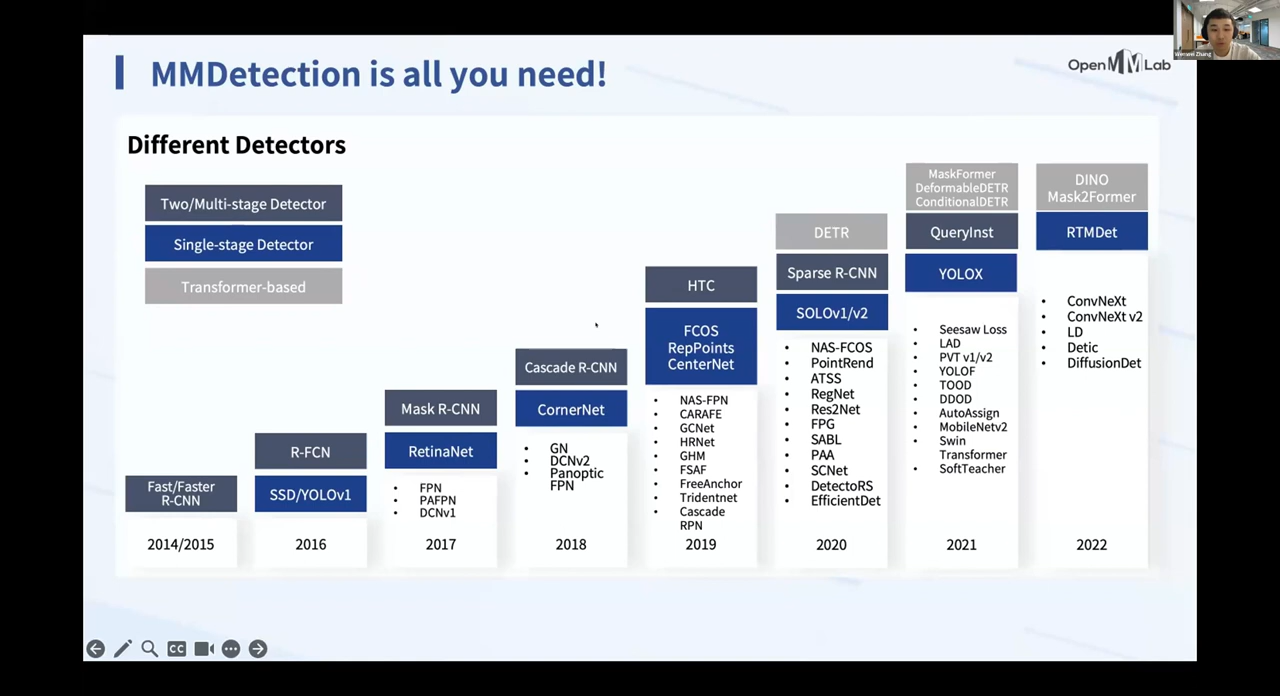 MMDetection is all you need!
Open MM Lab
Wenwei Zhang
Different Detectors
Two/Multi-stage Detector
Single-stage Detector
Transformer-based
Fast/Faster
R-CNN
2014/2015
R-FCN
SSD/YOLOv1
2016
Mask R-CNN
RetinaNet
• FPN
• PAFPN
• DCNv1
2017
Cascade R-CNN
CornerNet
• GN
• DCNv2
• Panoptic
FPN
2018
HTC
FCOS
RepPoints
CenterNet
• NAS-FPN
• CARAFE
• GCNet
• HRNet
• GHM
• FSAF
• FreeAnchor
• Tridentnet
• Cascade
RPN
2019
DETR
Sparse R-CNN
SOLOv1/v2
• NAS-FCOS
• PointRend
• ATSS
• RegNet
• Res2Net
• FPG
• SABL
• PAA
• SCNet
• DetectoRS
• EfficientDet
2020
MaskFormer
DeformableDETR
ConditionalDETR
QueryInst
YOLOX
• Seesaw Loss
• LAD
• PVT v1/v2
• YOLOF
• TOOD
• DDOD
• AutoAssign
• MobileNetv2
• Swin
Transformer
• SoftTeacher
2021
DINO
Mask2Former
RTMDet
• ConvNeXt
• ConvNeXt v2
• LD
• Detic
• DiffusionDet
2022
CC